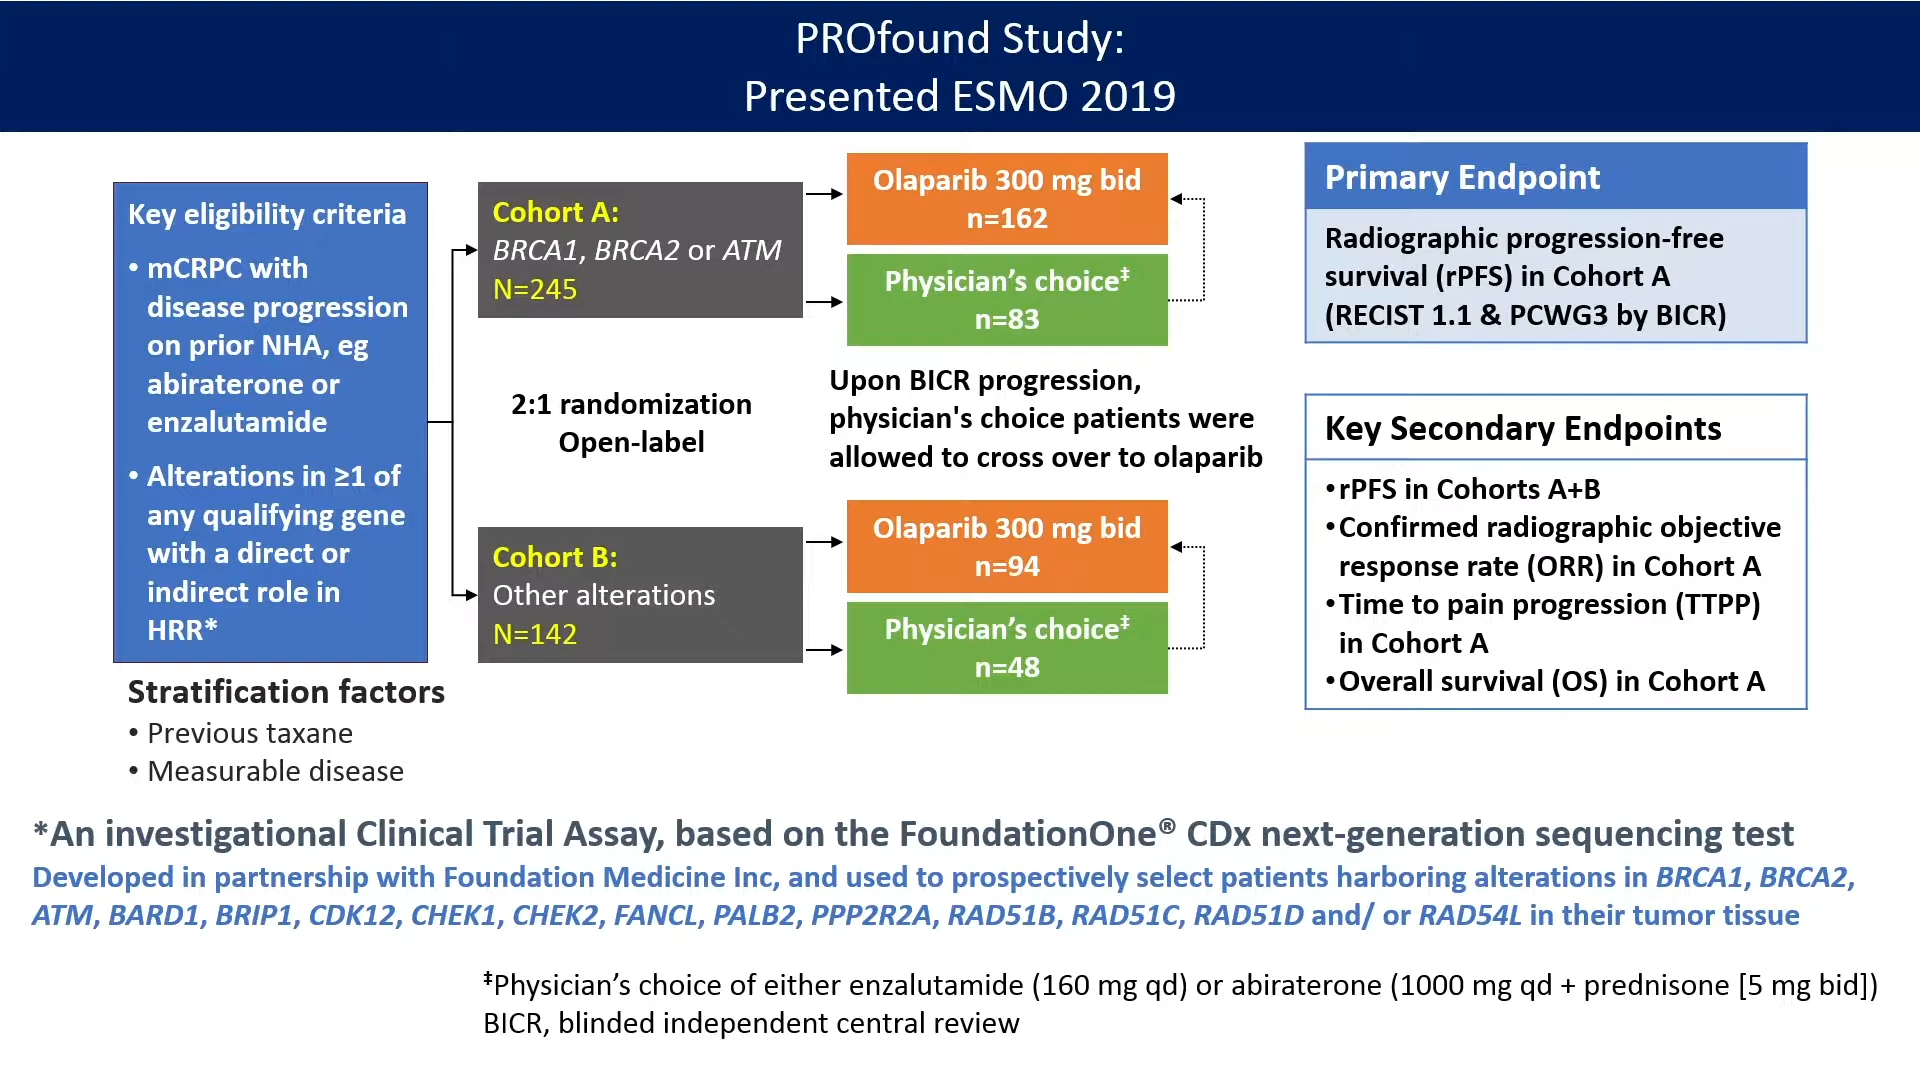 PROfound Study:
Presented ESMO 2019
Key eligibility criteria
• mCRPC with
disease progression
on prior NHA, eg
abiraterone or
enzalutamide
• Alterations in ≥1 of
any qualifying gene
with a direct or
indirect role in
HRR*
Stratification factors
• Previous taxane
• Measurable disease
Cohort A:
BRCA1, BRCA2 or ATM
N=245
2:1 randomization
Open-label
Cohort B:
Other alterations
N=142
Olaparib 300 mg bid
n=162
Physician’s choice‡
n=83
Upon BICR progression,
physician's choice patients were
allowed to cross over to olaparib
Olaparib 300 mg bid
n=94
Physician’s choice‡
n=48
Primary Endpoint
Radiographic progression-free
survival (rPFS) in Cohort A
(RECIST 1.1 & PCWG3 by BICR)
Key Secondary Endpoints
•rPFS in Cohorts A+B
•Confirmed radiographic objective
response rate (ORR) in Cohort A
•Time to pain progression (TTPP)
in Cohort A
•Overall survival (OS) in Cohort A
*An investigational Clinical Trial Assay, based on the FoundationOne® CDx next-generation sequencing test
Developed in partnership with Foundation Medicine Inc, and used to prospectively select patients harboring alterations in BRCA1, BRCA2,
ATM, BARD1, BRIP1, CDK12, CHEK1, CHEK2, FANCL, PALB2, PPP2R2A, RAD51B, RAD51C, RAD51D and/ or RAD54L in their tumor tissue
‡Physician’s choice of either enzalutamide (160 mg qd) or abiraterone (1000 mg qd + prednisone [5 mg bid])
BICR, blinded independent central review